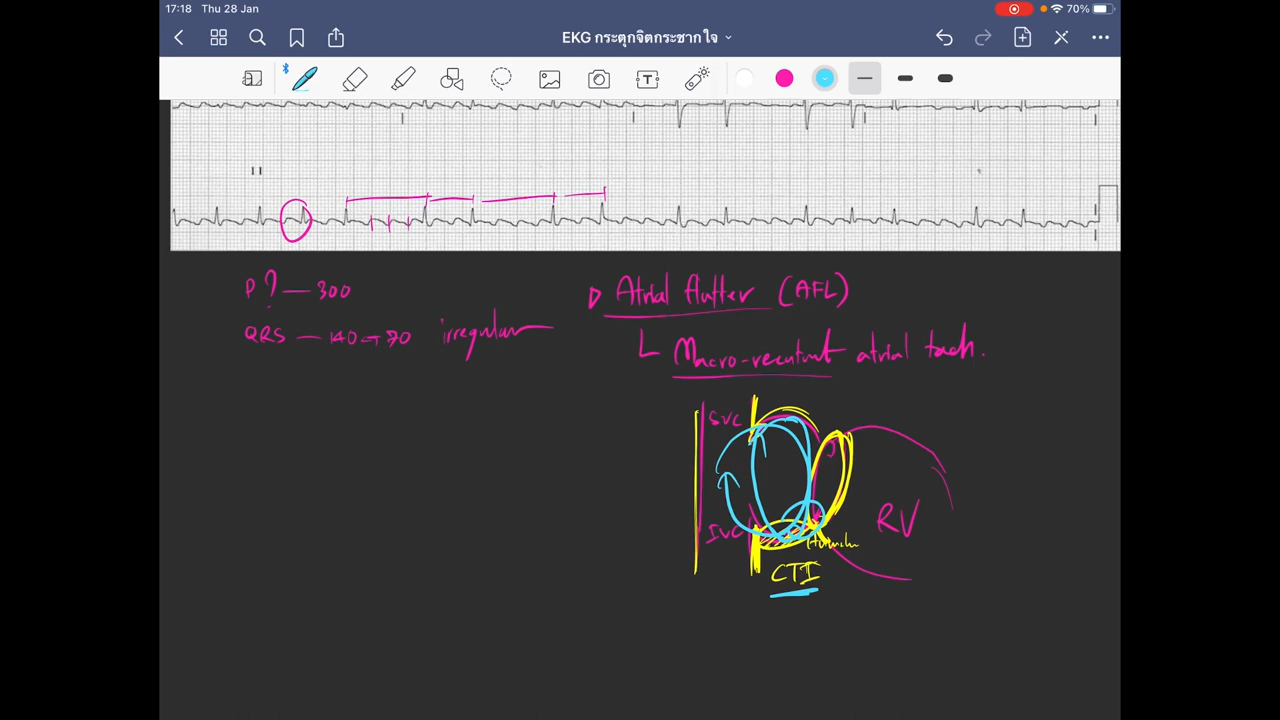 17:18 Thu 28 Jan
70%
EKG กระตุกจิตกระชากใจ
T
II
P ? — 300
QRS — 140 → 70 irregular
Atrial flutter (AFL)
Macro-reentrant atrial tach.
SVC
RV
IVC
CTI